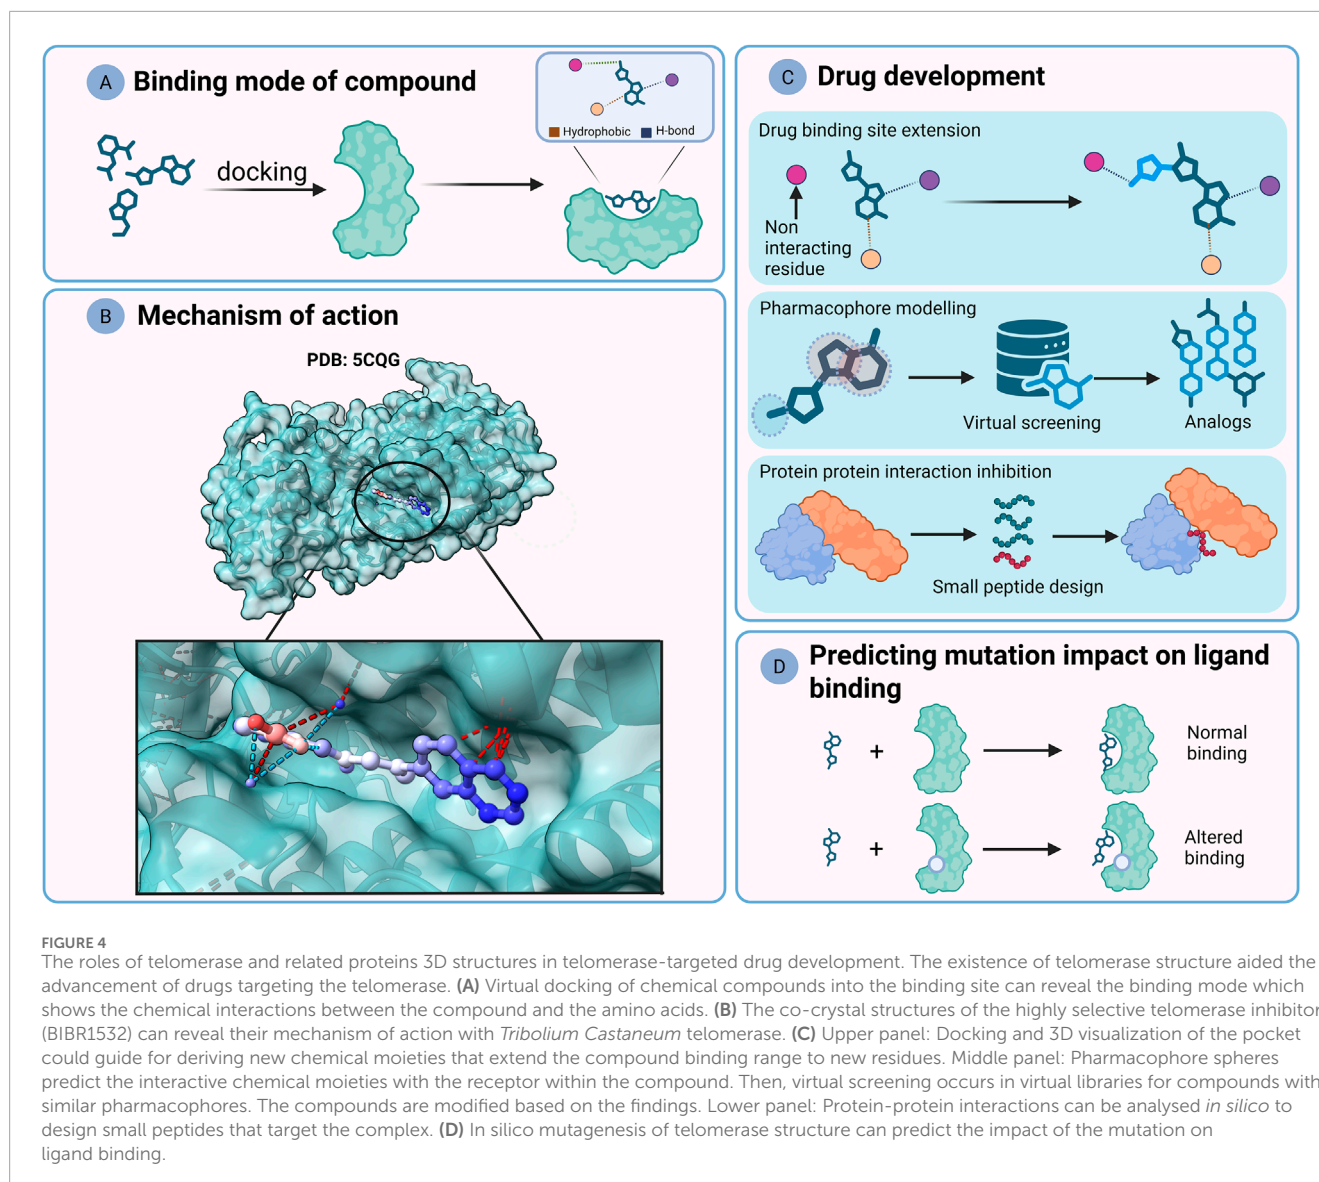 A Binding mode of compound
docking
Hydrophobic H-bond
B Mechanism of action
PDB: 5CQG
C Drug development
Drug binding site extension
Non
interacting
residue
Pharmacophore modelling
Virtual screening
Analogs
Protein protein interaction inhibition
Small peptide design
D Predicting mutation impact on ligand
binding
+
Normal
binding
+
Altered
binding
FIGURE 4
The roles of telomerase and related proteins 3D structures in telomerase-targeted drug development. The existence of telomerase structure aided the
advancement of drugs targeting the telomerase. (A) Virtual docking of chemical compounds into the binding site can reveal the binding mode which
shows the chemical interactions between the compound and the amino acids. (B) The co-crystal structures of the highly selective telomerase inhibitor
(BIBR1532) can reveal their mechanism of action with Tribolium Castaneum telomerase. (C) Upper panel: Docking and 3D visualization of the pocket
could guide for deriving new chemical moieties that extend the compound binding range to new residues. Middle panel: Pharmacophore spheres
predict the interactive chemical moieties with the receptor within the compound. Then, virtual screening occurs in virtual libraries for compounds with
similar pharmacophores. The compounds are modified based on the findings. Lower panel: Protein-protein interactions can be analysed in silico to
design small peptides that target the complex. (D) In silico mutagenesis of telomerase structure can predict the impact of the mutation on
ligand binding.